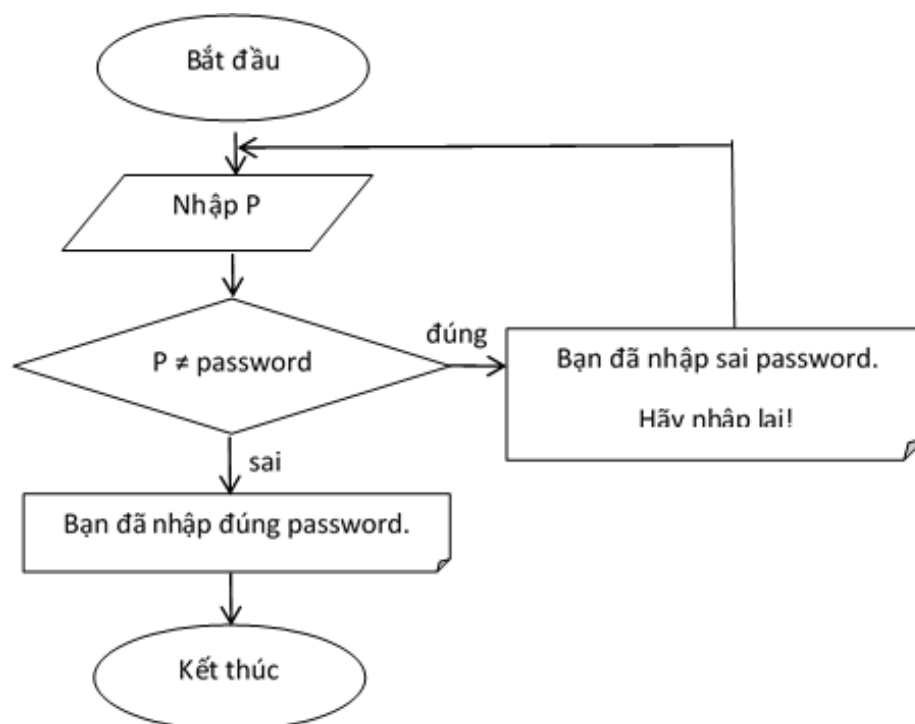 Bắt đầu
Nhập P
P ≠ password
đúng
Bạn đã nhập sai password.
Hãy nhập lại!
sai
Bạn đã nhập đúng password.
Kết thúc